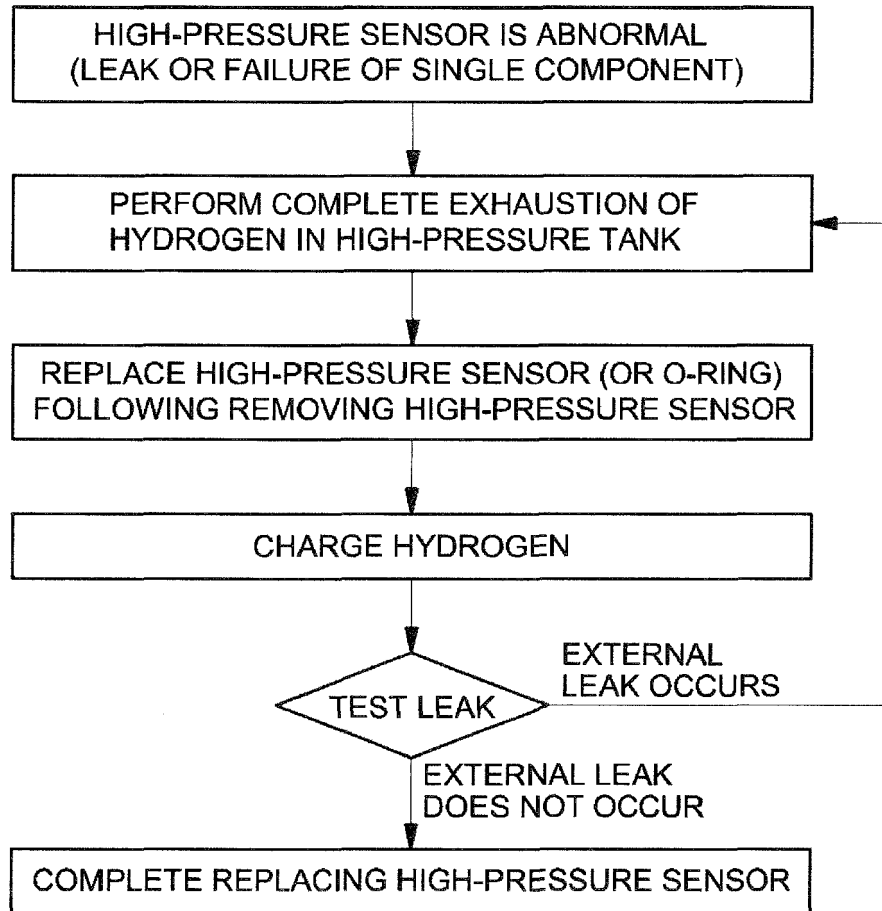 HIGH-PRESSURE SENSOR IS ABNORMAL
(LEAK OR FAILURE OF SINGLE COMPONENT)
PERFORM COMPLETE EXHAUSTION OF
HYDROGEN IN HIGH-PRESSURE TANK
REPLACE HIGH-PRESSURE SENSOR (OR O-RING)
FOLLOWING REMOVING HIGH-PRESSURE SENSOR
CHARGE HYDROGEN
TEST LEAK
EXTERNAL
LEAK OCCURS
EXTERNAL LEAK
DOES NOT OCCUR
COMPLETE REPLACING HIGH-PRESSURE SENSOR